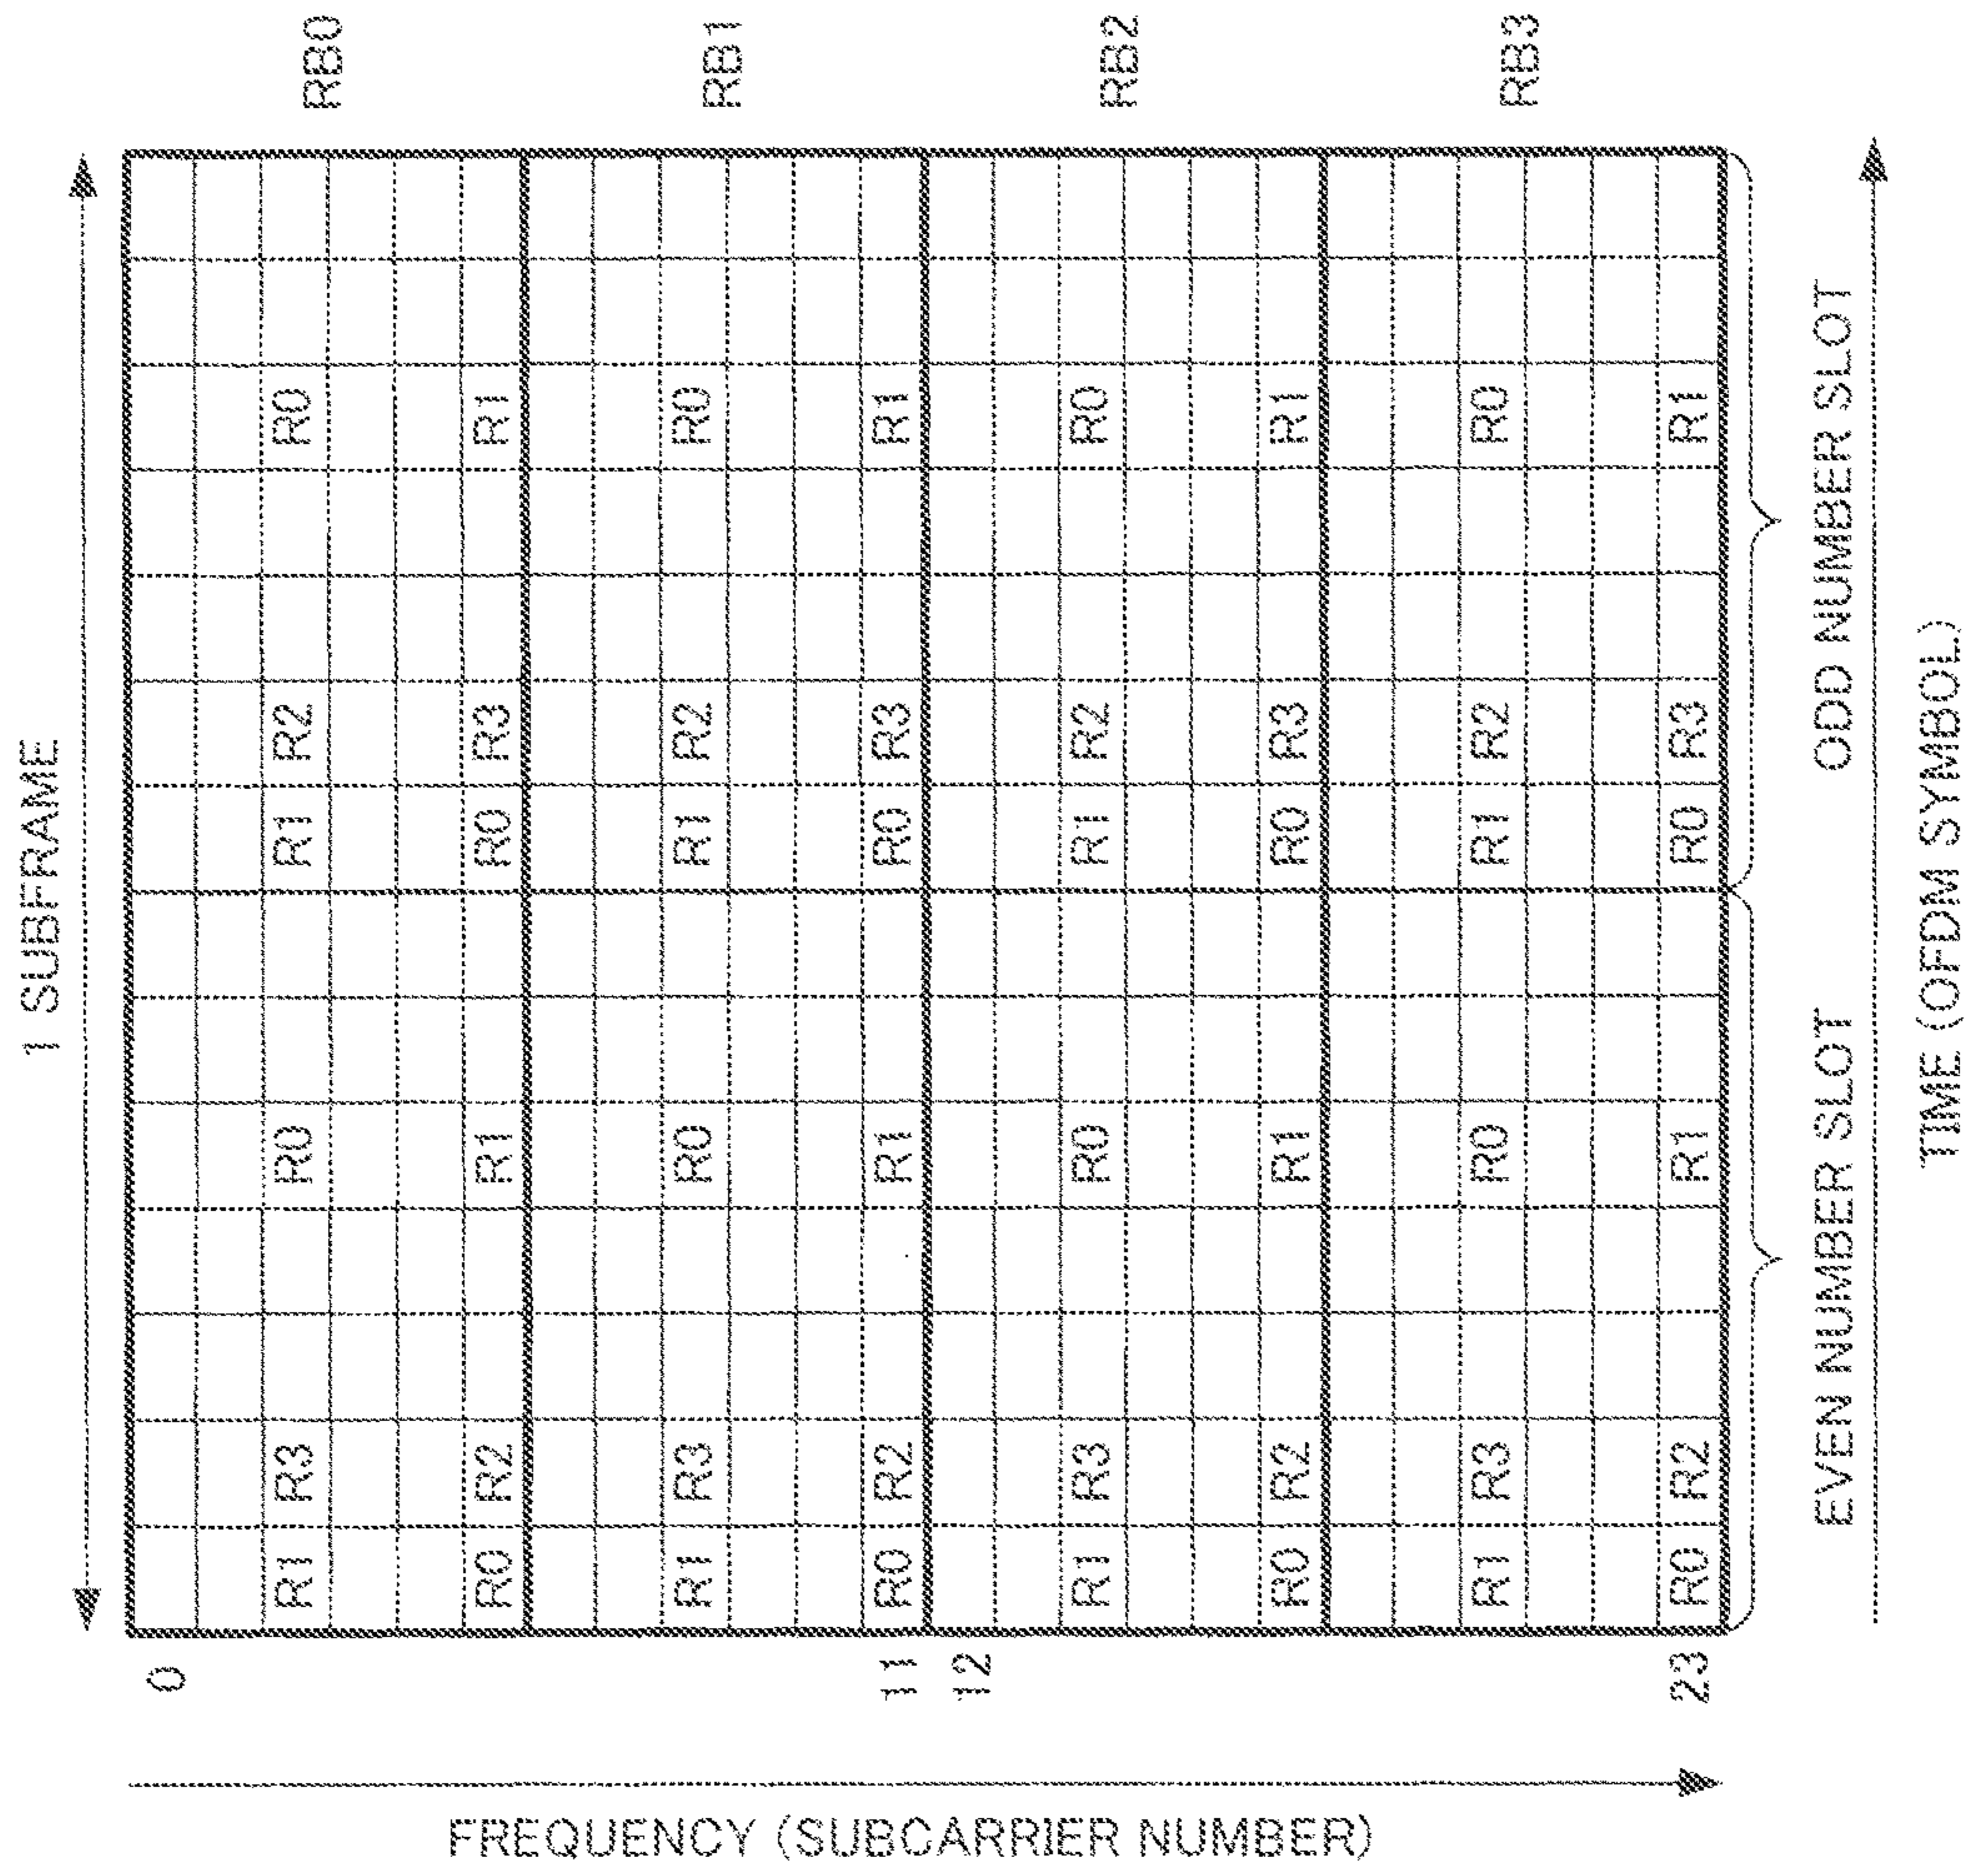 1 SUBFRAME
0
R1 R3 R0 R1 R2 R0 RB0
R0 R2 R1 R0 R3 R1
R1 R3 R0 R1 R2 R0 RB1
11 R0 R2 R1 R0 R3 R1
12
R1 R3 R0 R1 R2 R0 RB2
R0 R2 R1 R0 R3 R1
R1 R3 R0 R1 R2 R0 RB3
23 R0 R2 R1 R0 R3 R1
EVEN NUMBER SLOT ODD NUMBER SLOT
TIME (OFDM SYMBOL)
FREQUENCY (SUBCARRIER NUMBER)